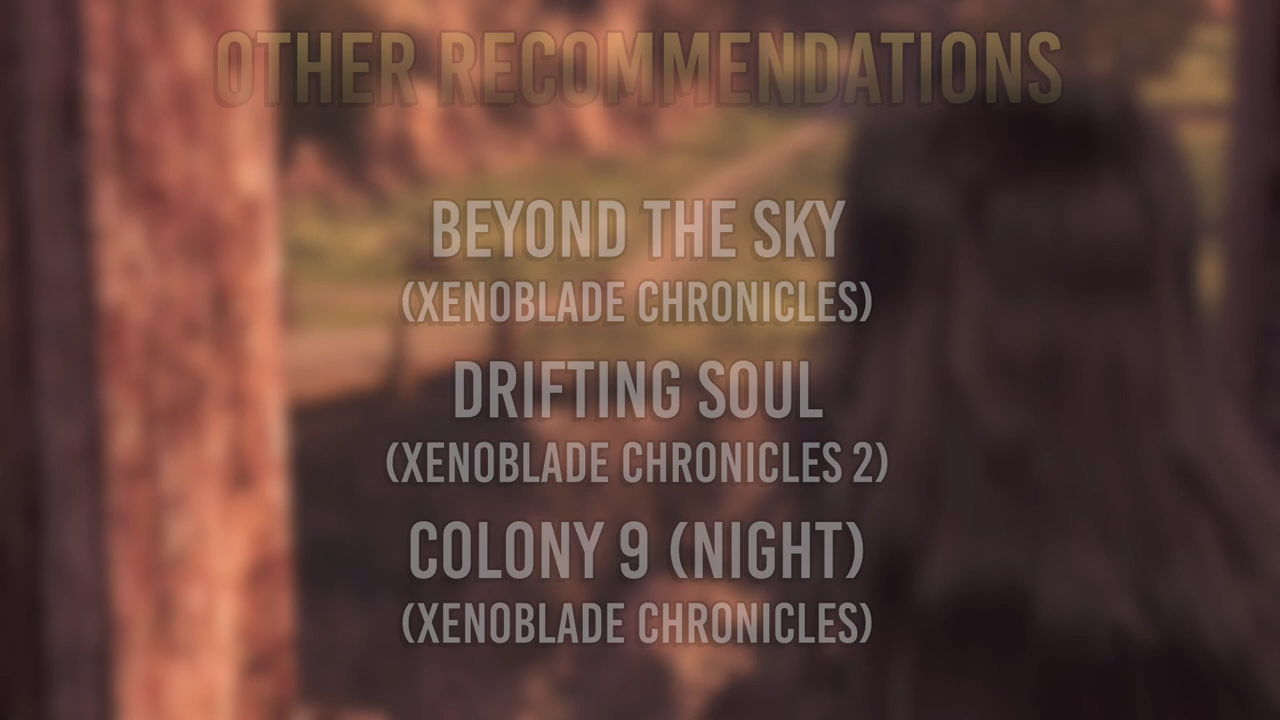 OTHER RECOMMENDATIONS
BEYOND THE SKY
(XENOBLADE CHRONICLES)
DRIFTING SOUL
(XENOBLADE CHRONICLES 2)
COLONY 9 (NIGHT)
(XENOBLADE CHRONICLES)